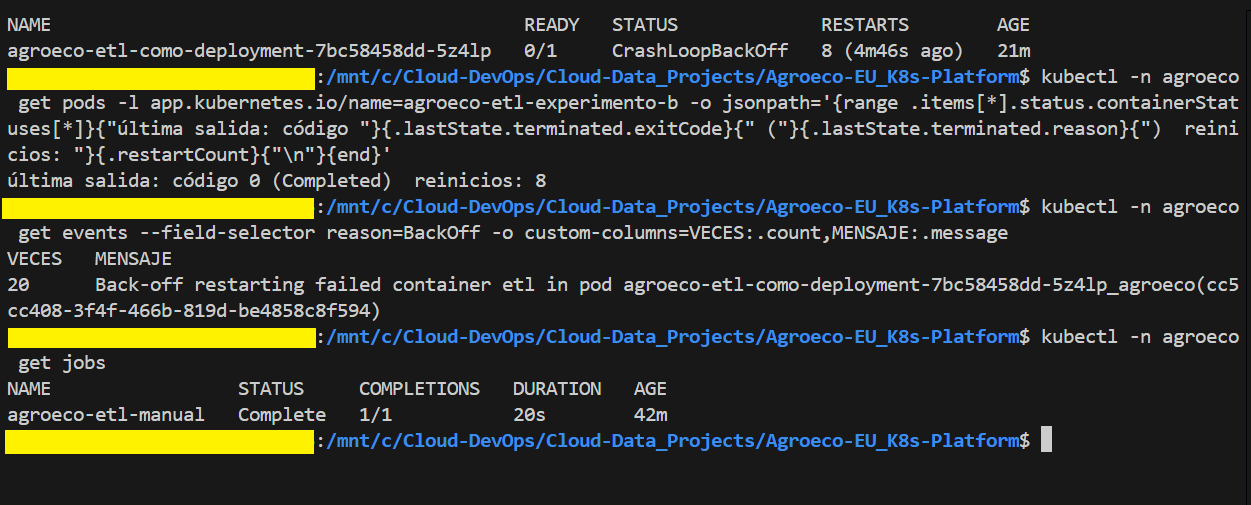 NAME READY STATUS RESTARTS AGE
agroeco-etl-como-deployment-7bc58458dd-5z4lp 0/1 CrashLoopBackOff 8 (4m46s ago) 21m
:/mnt/c/Cloud-DevOps/Cloud-Data_Projects/Agroeco-EU_K8s-Platform$ kubectl -n agroeco
get pods -l app.kubernetes.io/name=agroeco-etl-experimento-b -o jsonpath='{range .items[*].status.containerStat
uses[*]}{"última salida: código "}{.lastState.terminated.exitCode}{" ("}{.lastState.terminated.reason}{")  reini
cios: "}{.restartCount}{"\n"}{end}'
última salida: código 0 (Completed)  reinicios: 8
:/mnt/c/Cloud-DevOps/Cloud-Data_Projects/Agroeco-EU_K8s-Platform$ kubectl -n agroeco
get events --field-selector reason=BackOff -o custom-columns=VECES:.count,MENSAJE:.message
VECES MENSAJE
20 Back-off restarting failed container etl in pod agroeco-etl-como-deployment-7bc58458dd-5z4lp_agroeco(cc5
cc408-3f4f-466b-819d-be4858c8f594)
:/mnt/c/Cloud-DevOps/Cloud-Data_Projects/Agroeco-EU_K8s-Platform$ kubectl -n agroeco
get jobs
NAME STATUS COMPLETIONS DURATION AGE
agroeco-etl-manual Complete 1/1 20s 42m
:/mnt/c/Cloud-DevOps/Cloud-Data_Projects/Agroeco-EU_K8s-Platform$